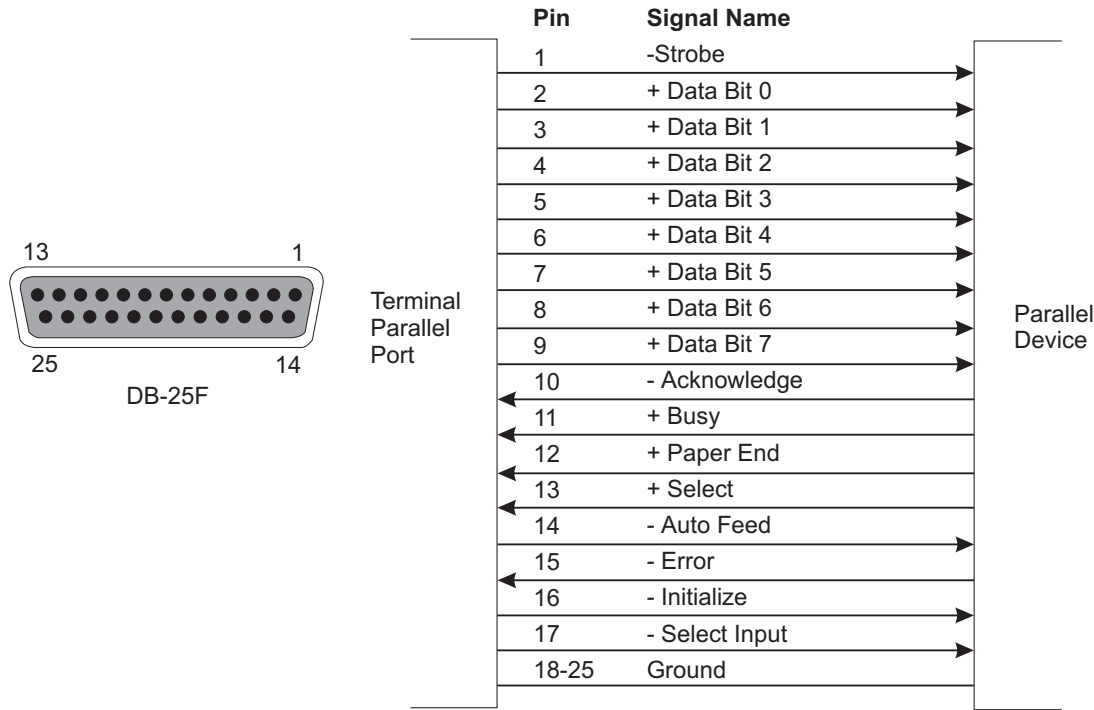 Pin Signal Name
1 -Strobe
2 + Data Bit 0
3 + Data Bit 1
4 + Data Bit 2
5 + Data Bit 3
6 + Data Bit 4
7 + Data Bit 5
8 + Data Bit 6
9 + Data Bit 7
10 - Acknowledge
11 + Busy
12 + Paper End
13 + Select
14 - Auto Feed
15 - Error
16 - Initialize
17 - Select Input
18-25 Ground
13 1
25 14
DB-25F
Terminal
Parallel
Port
Parallel
Device